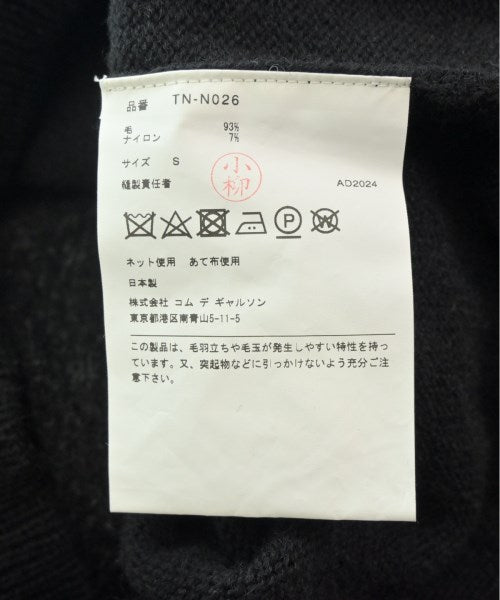 品番 TN-N026
毛 93%
ナイロン 7%
サイズ S
小柳
縫製責任者 AD2024
P W
ネット使用 あて布使用
日本製
株式会社 コム デ ギャルソン
東京都港区南青山5-11-5
この製品は、毛羽立ちや毛玉が発生しやすい特性を持っ
ています。又、突起物などに引っかけないよう充分ご注
意下さい。